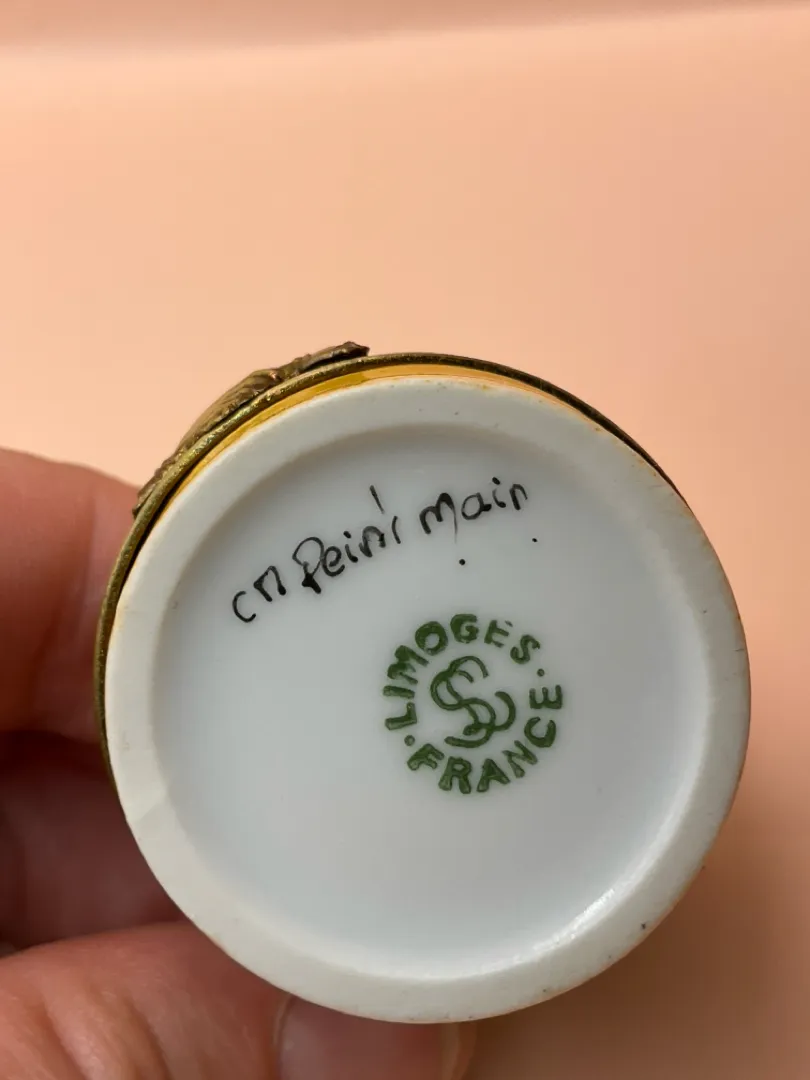 CM Peint Main
LIMOGES
FRANCE